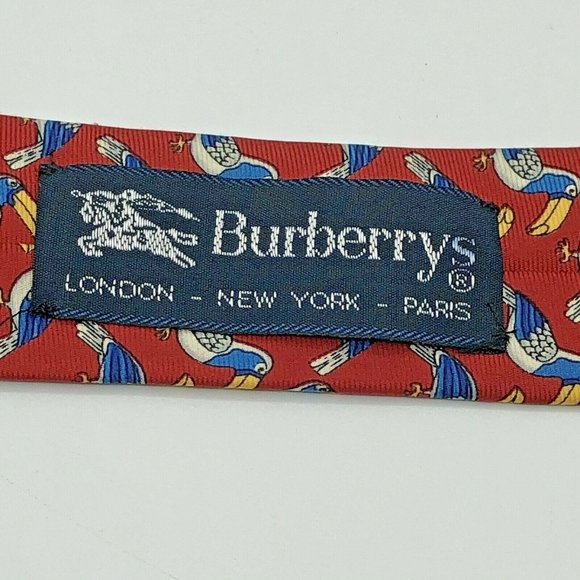 Burberrys®
LONDON - NEW YORK - PARIS